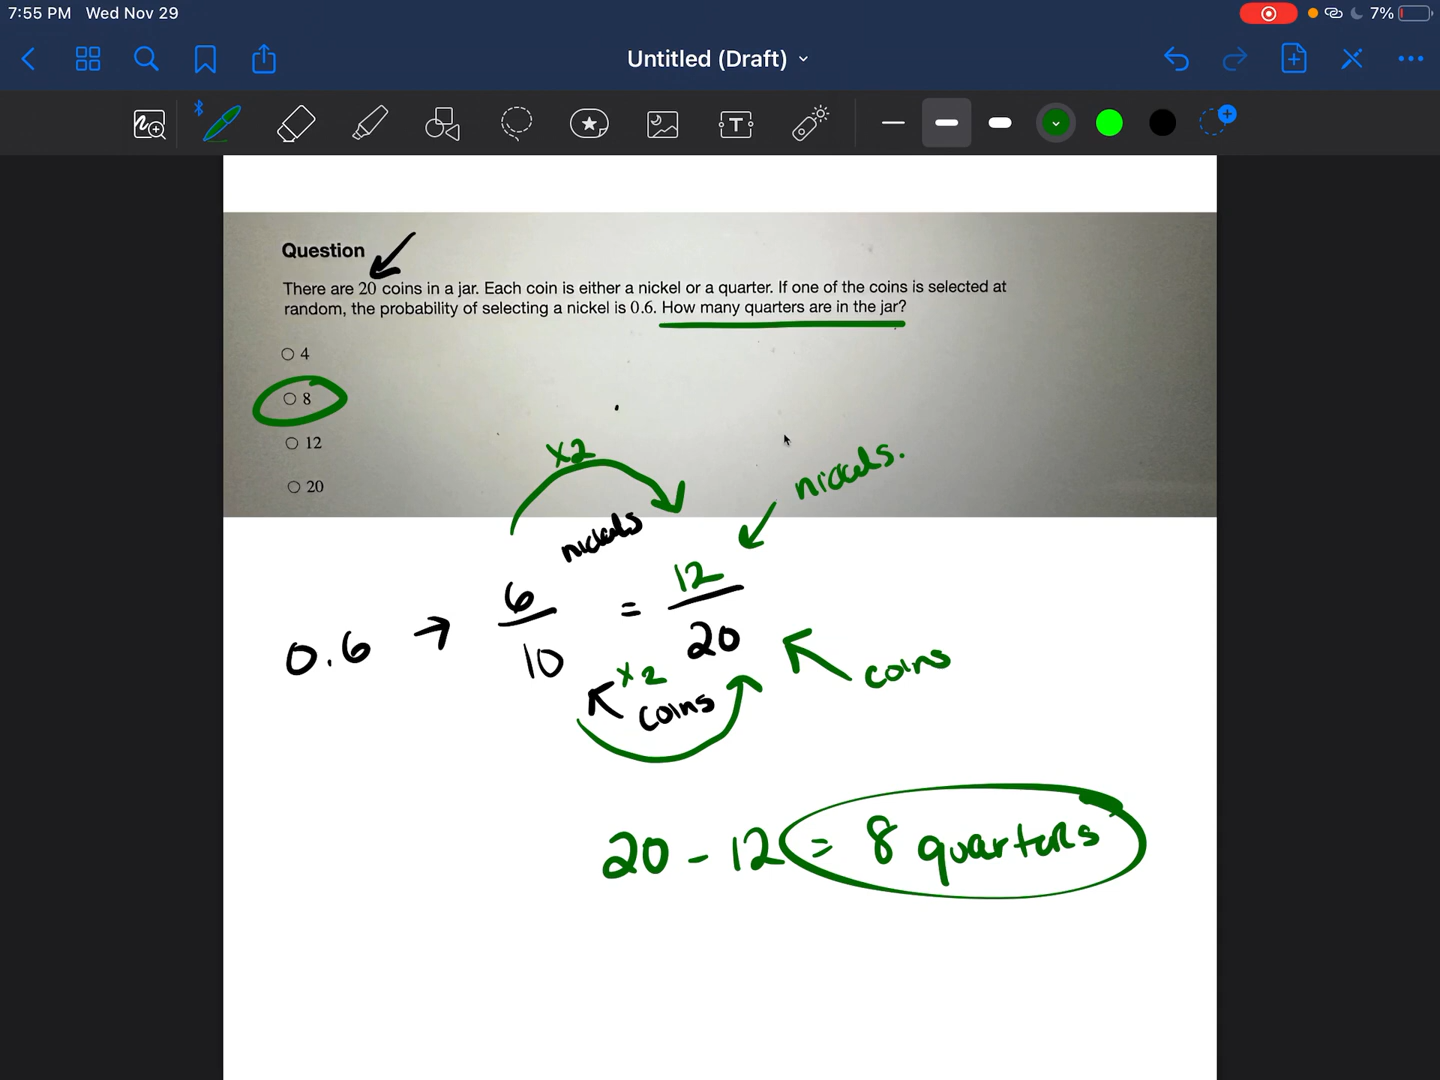 7:55 PM Wed Nov 29
7%
Untitled (Draft)
T
Question
There are 20 coins in a jar. Each coin is either a nickel or a quarter. If one of the coins is selected at
random, the probability of selecting a nickel is 0.6. How many quarters are in the jar?
4
8
12
20
x2
nickels.
nickels
0.6 → 6/10 = 12/20
x2
coins
coins
20 - 12 = 8 quarters